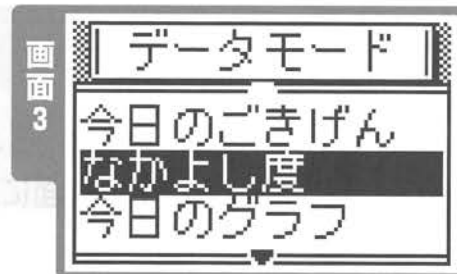 画面3
データモード
今日のごきげん
なかよし度
今日のグラフ